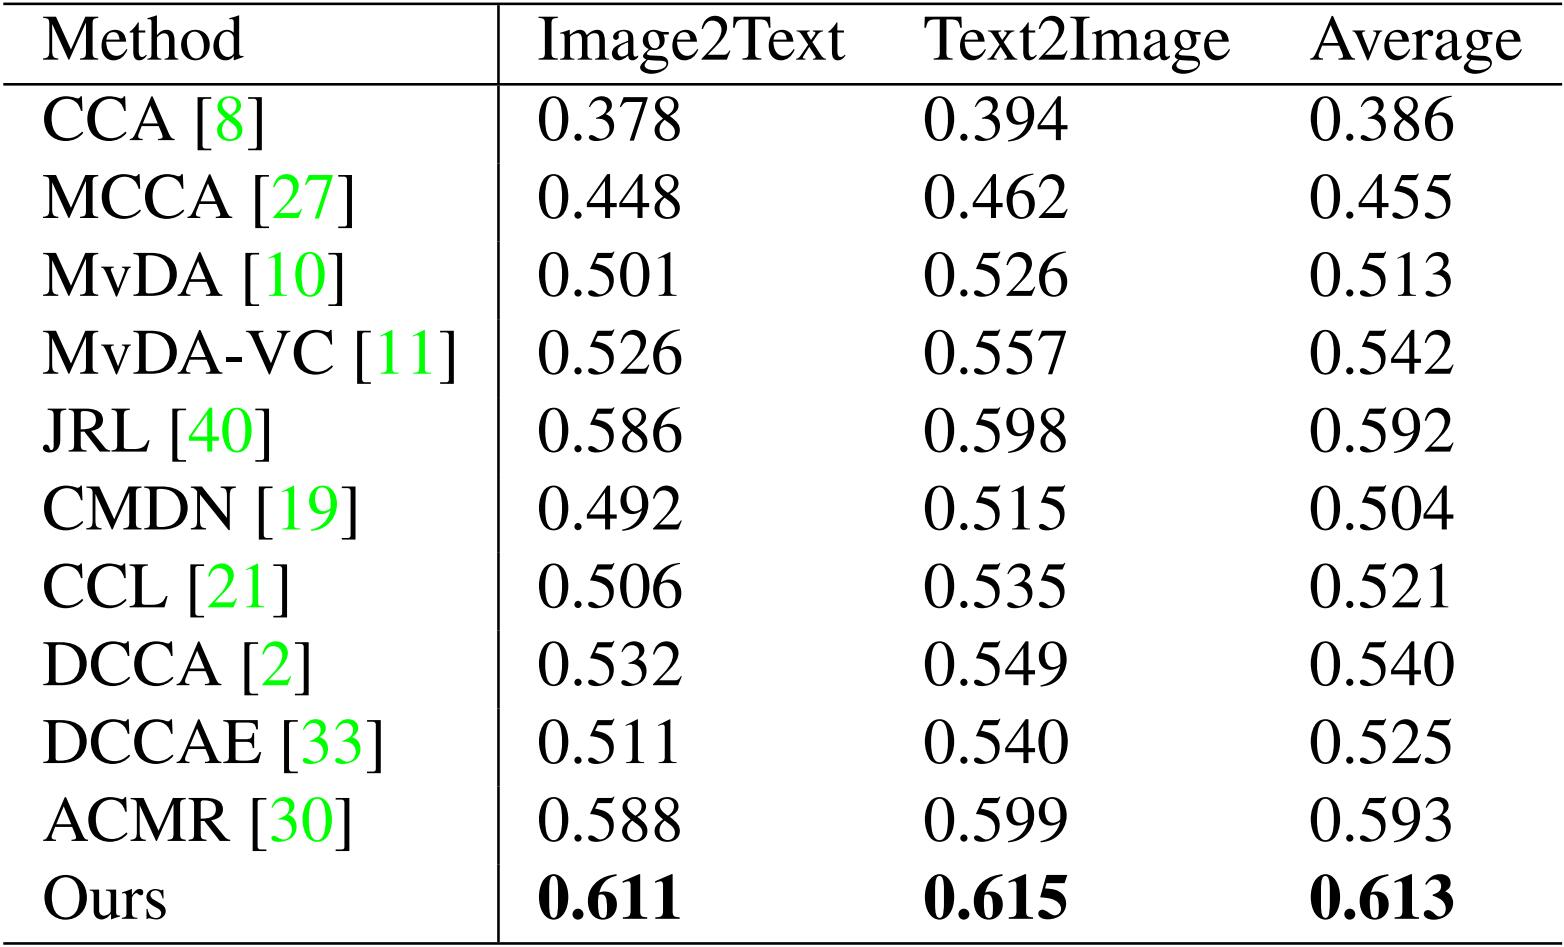 Method Image2Text Text2Image Average
CCA [8] 0.378 0.394 0.386
MCCA [27] 0.448 0.462 0.455
MvDA [10] 0.501 0.526 0.513
MvDA-VC [11] 0.526 0.557 0.542
JRL [40] 0.586 0.598 0.592
CMDN [19] 0.492 0.515 0.504
CCL [21] 0.506 0.535 0.521
DCCA [2] 0.532 0.549 0.540
DCCAE [33] 0.511 0.540 0.525
ACMR [30] 0.588 0.599 0.593
Ours 0.611 0.615 0.613